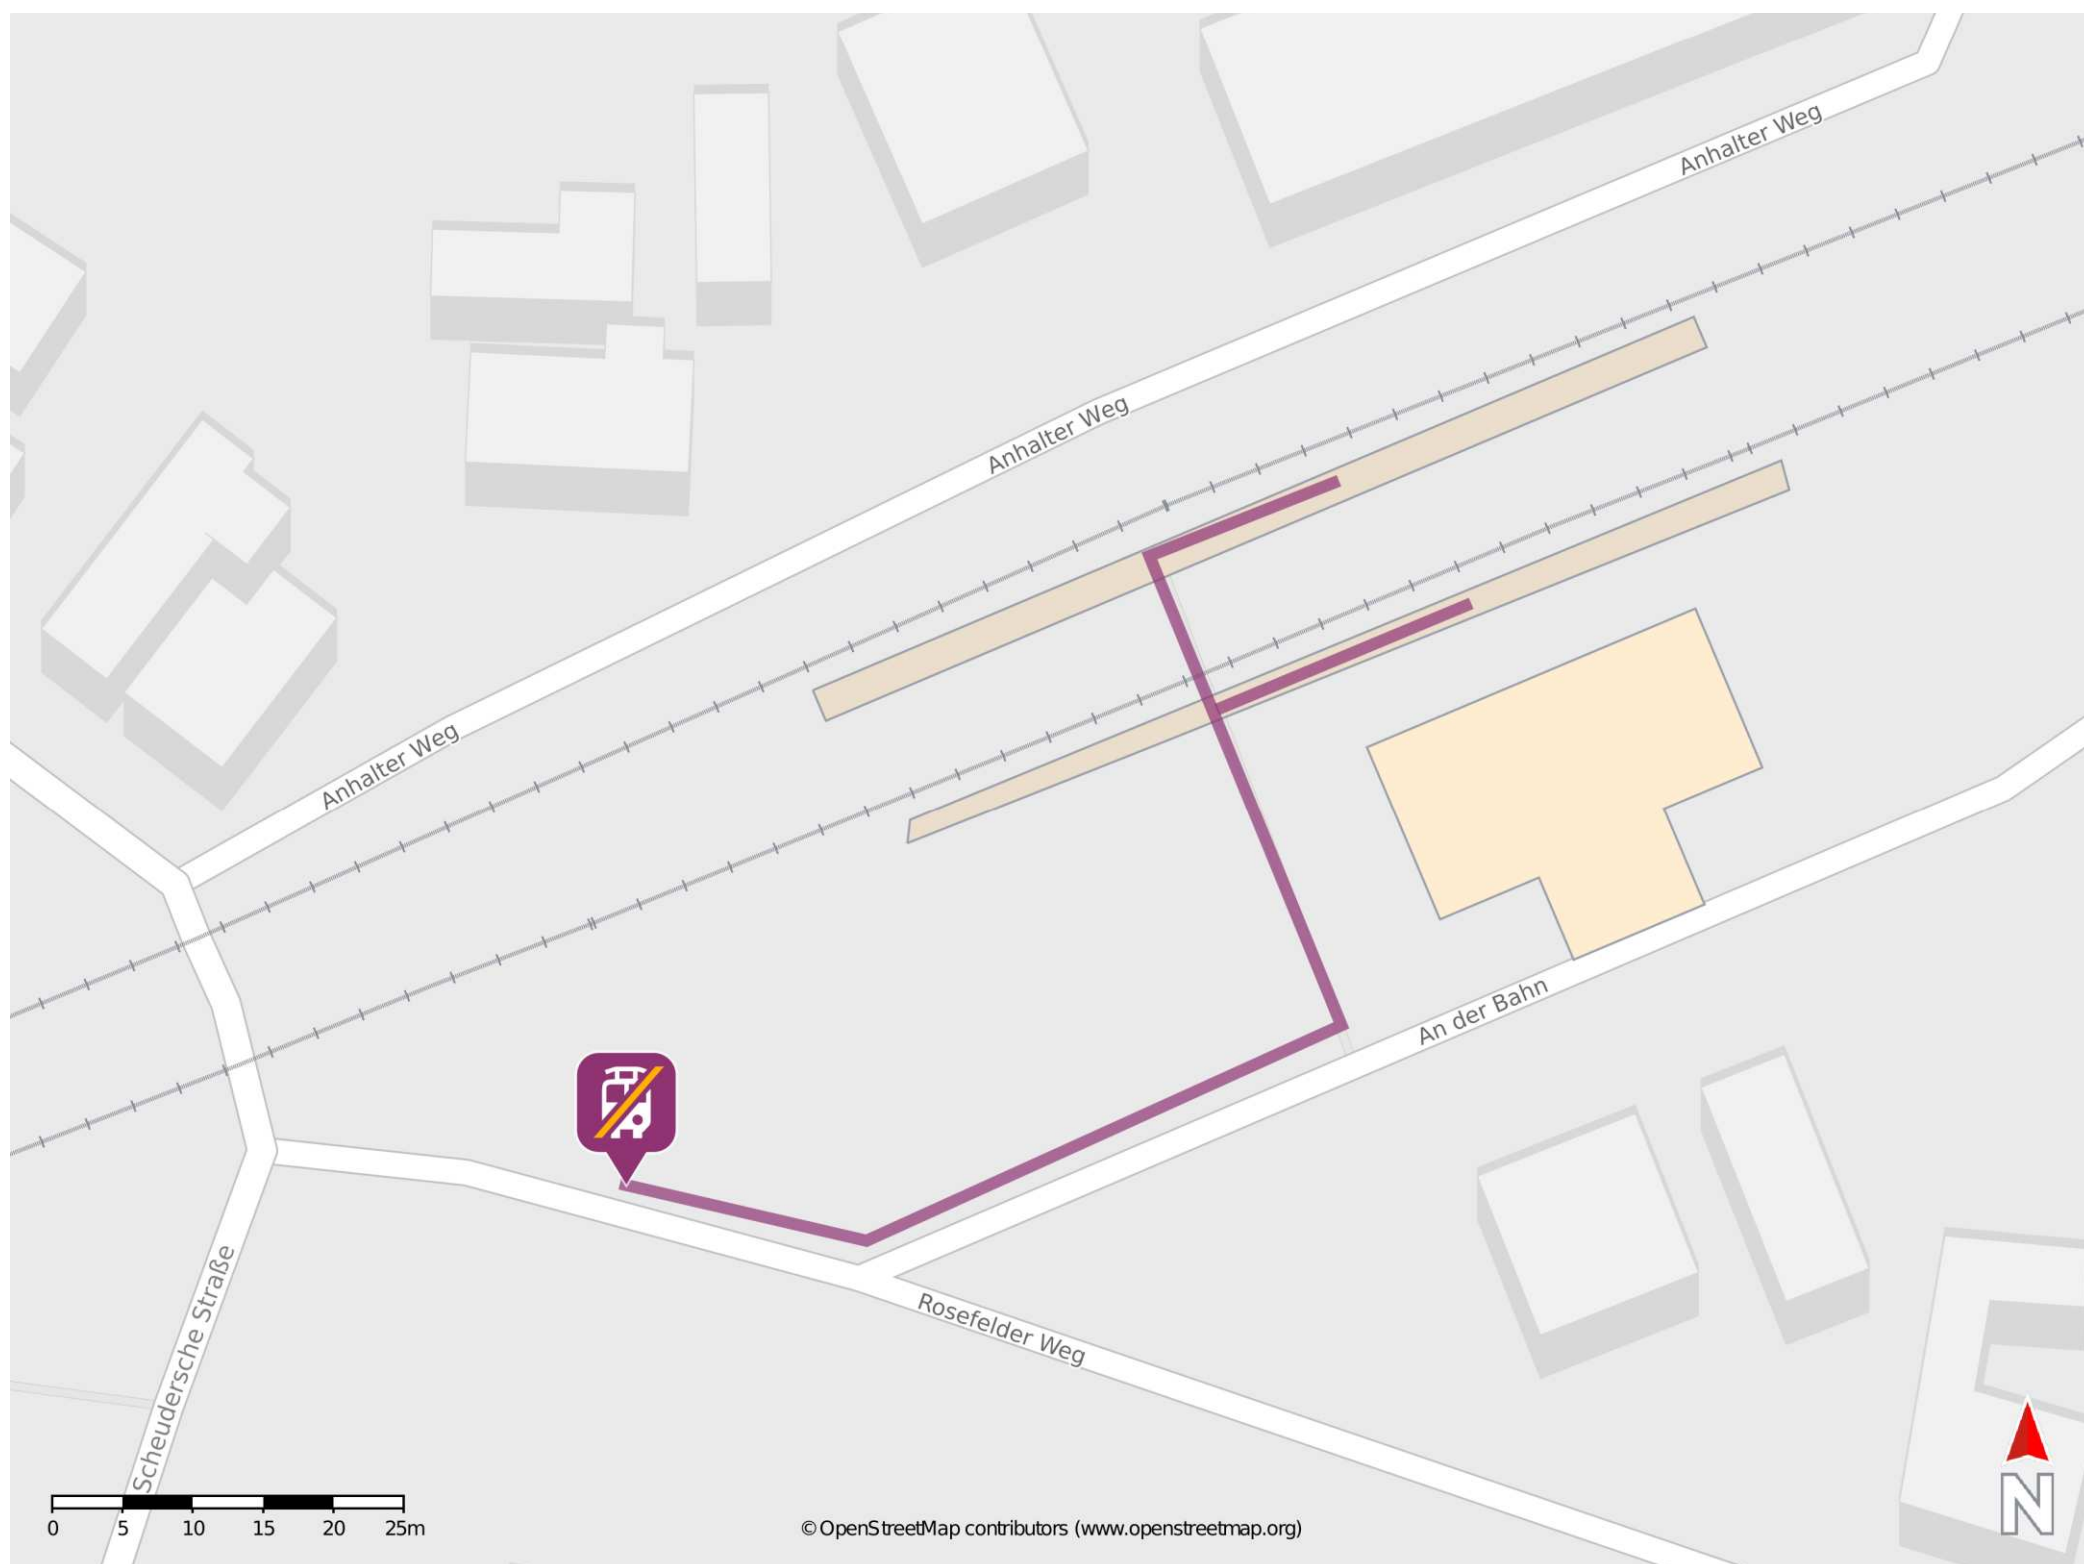 Anhalter Weg
Anhalter Weg
Anhalter Weg
An der Bahn
Scheudersche Straße
Rosefelder Weg
0 5 10 15 20 25m
© OpenStreetMap contributors (www.openstreetmap.org)
N